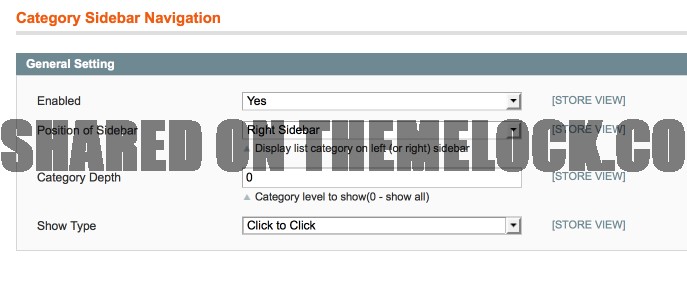 Category Sidebar Navigation
General Setting
Enabled Yes [STORE VIEW]
Position of Sidebar Right Sidebar [STORE VIEW]
SHARED ON THEMELOCK.CO
Display list category on left (or right) sidebar
Category Depth 0 [STORE VIEW]
Category level to show(0 - show all)
Show Type Click to Click [STORE VIEW]